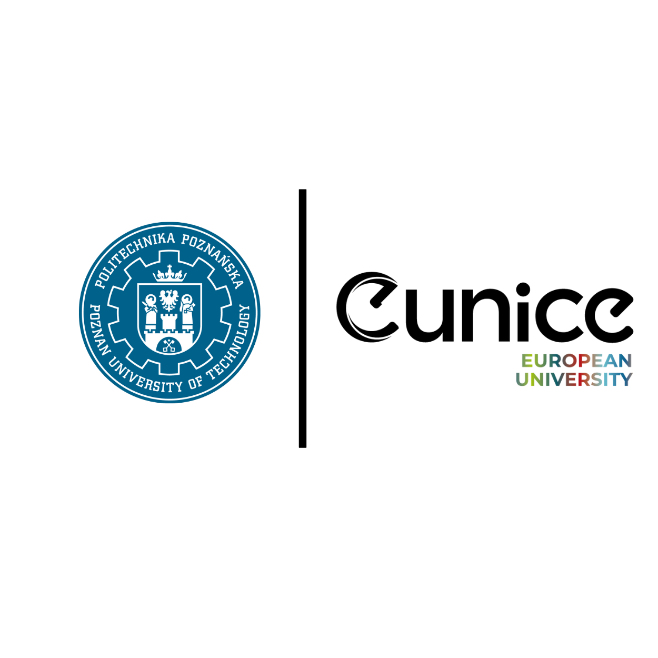 POLITECHNIKA POZNAŃSKA
POZNAN UNIVERSITY OF TECHNOLOGY
eunice
EUROPEAN
UNIVERSITY